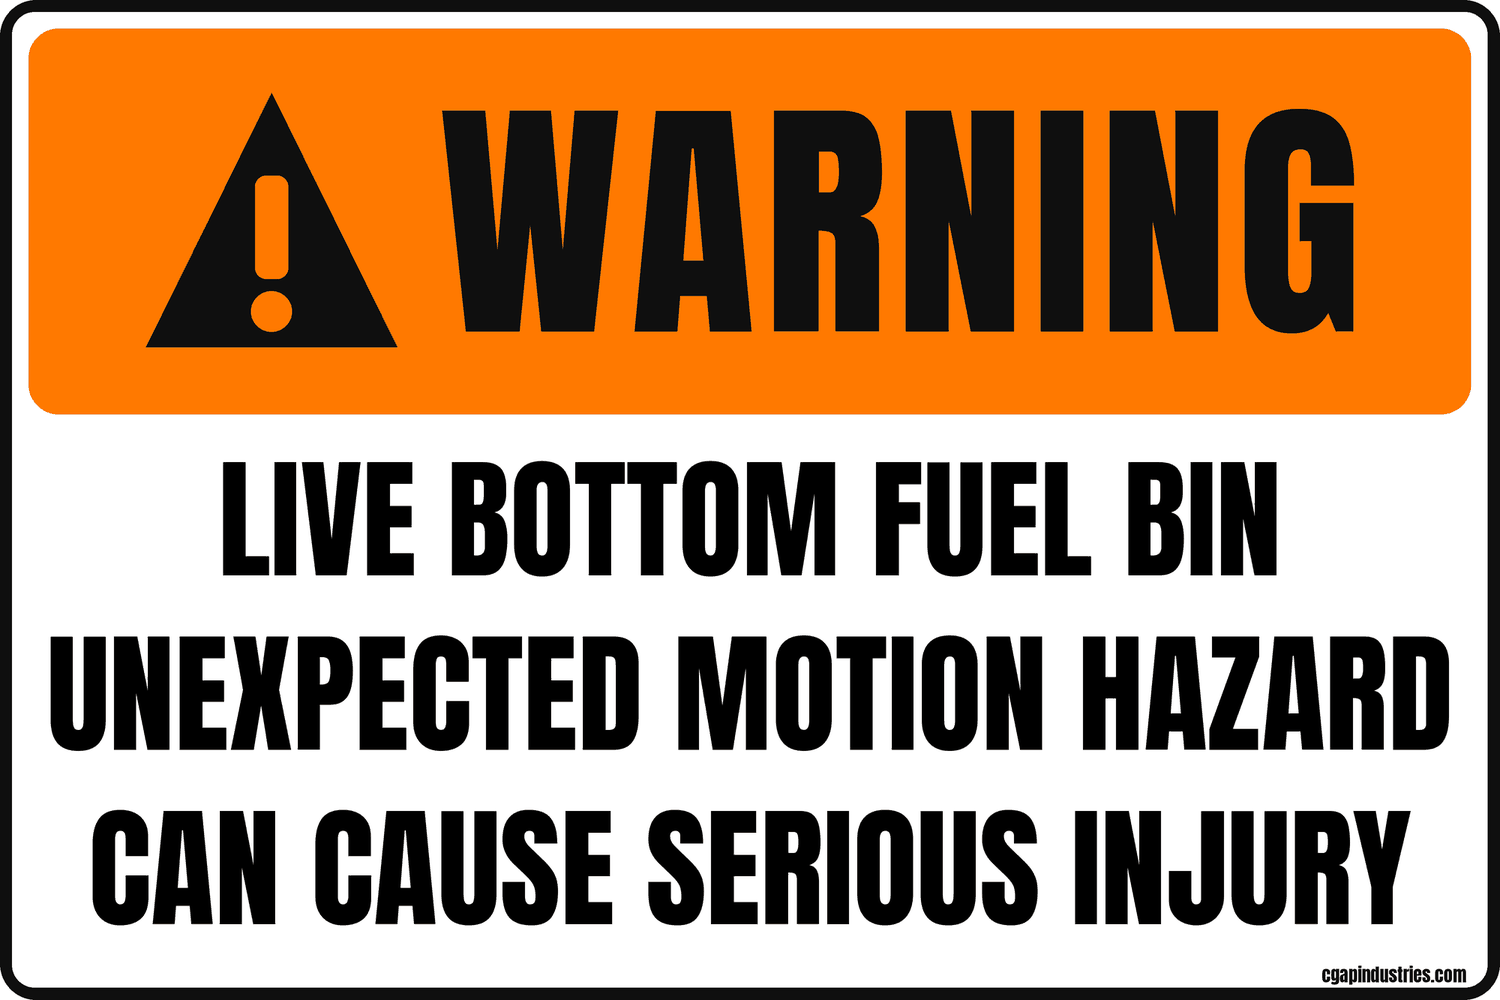 WARNING
LIVE BOTTOM FUEL BIN
UNEXPECTED MOTION HAZARD
CAN CAUSE SERIOUS INJURY
cgapindustries.com